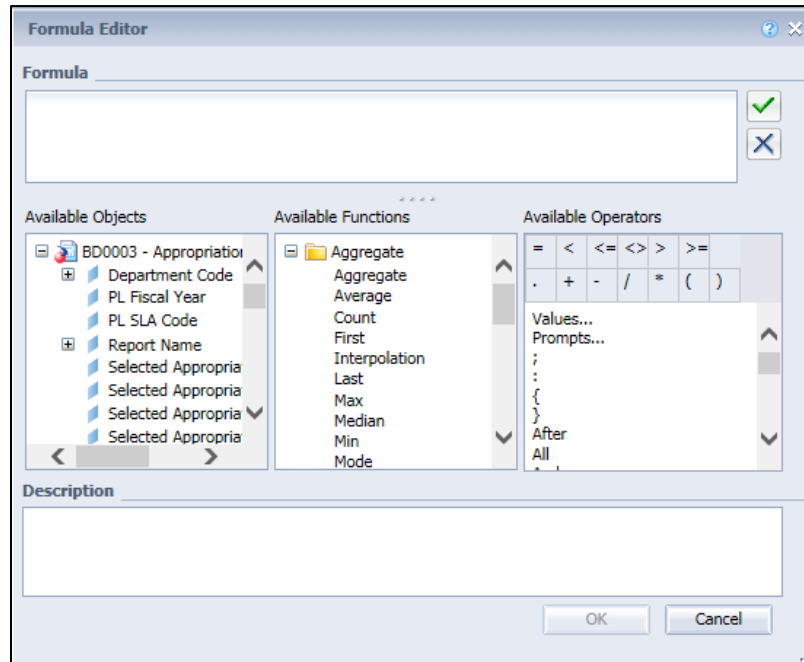 Formula Editor
Formula
Available Objects
BD0003 - Appropriation
Department Code
PL Fiscal Year
PL SLA Code
Report Name
Selected Appropria
Selected Appropria
Selected Appropria
Selected Appropria
Available Functions
Aggregate
Aggregate
Average
Count
First
Interpolation
Last
Max
Median
Min
Mode
Available Operators
= < <= <> > >=
. + - / * ( )
Values...
Prompts...
;
:
{
}
After
All
Description
OK Cancel